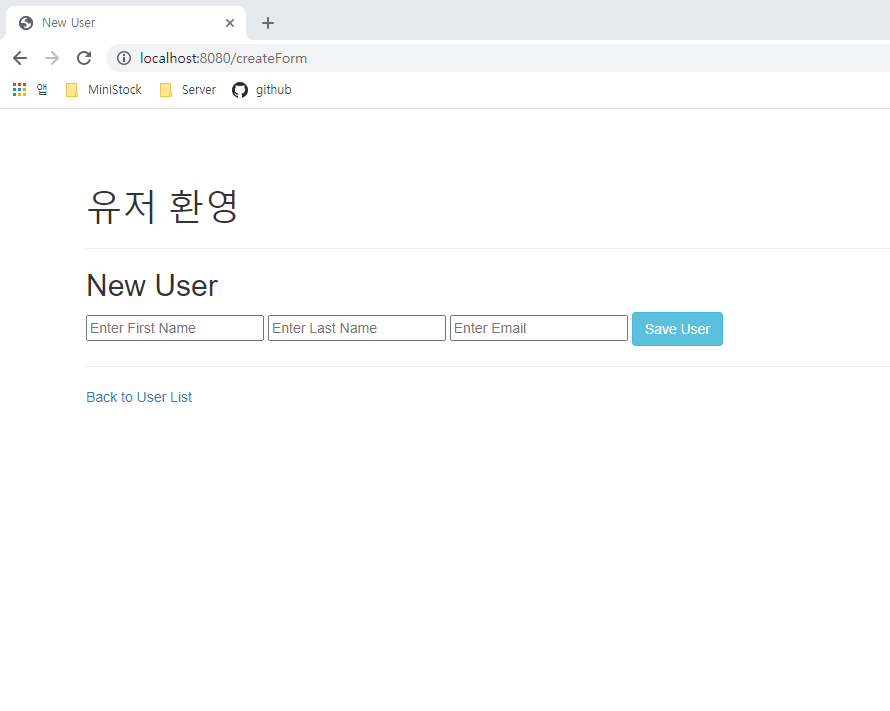 New User
localhost:8080/createForm
앱 MiniStock Server github
유저 환영
New User
Enter First Name Enter Last Name Enter Email Save User
Back to User List